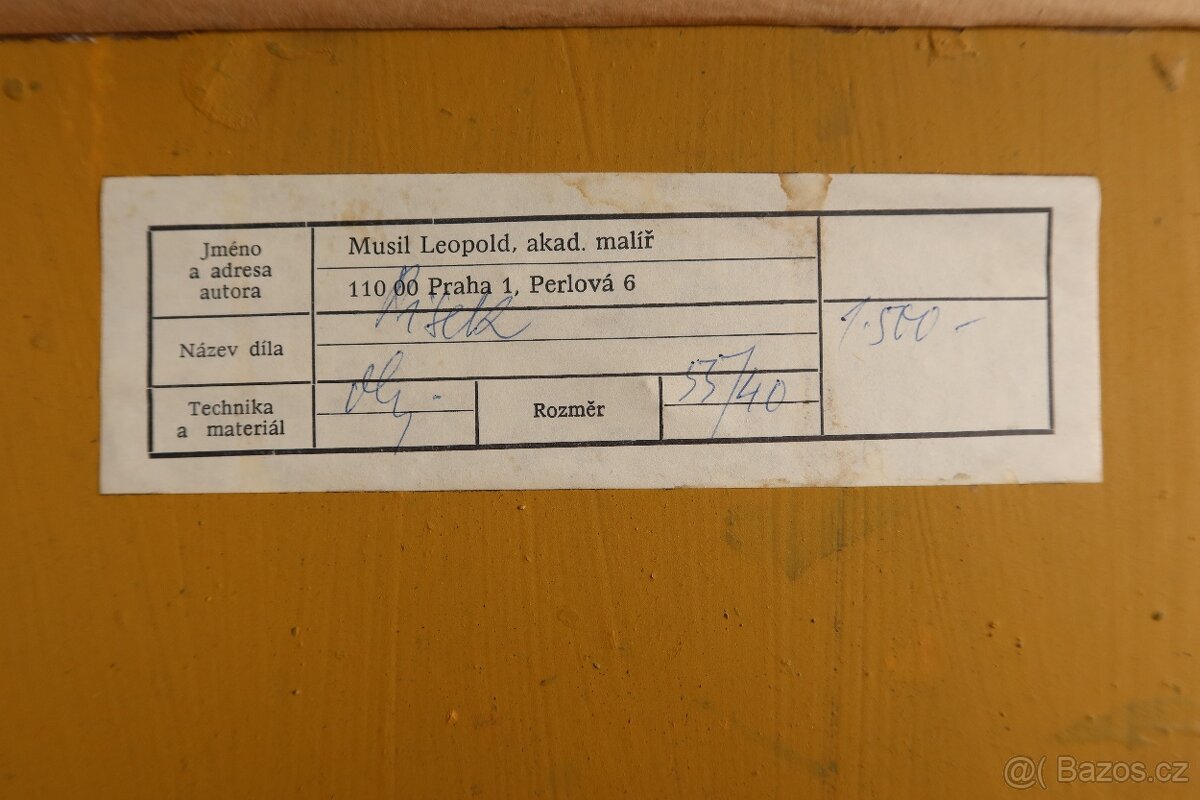 Jméno
a adresa
autora
Musil Leopold, akad. malíř
110 00 Praha 1, Perlová 6
Název díla
Písek
1.500 -
Technika
a materiál
olej
Rozměr
55/40
@( Bazos.cz